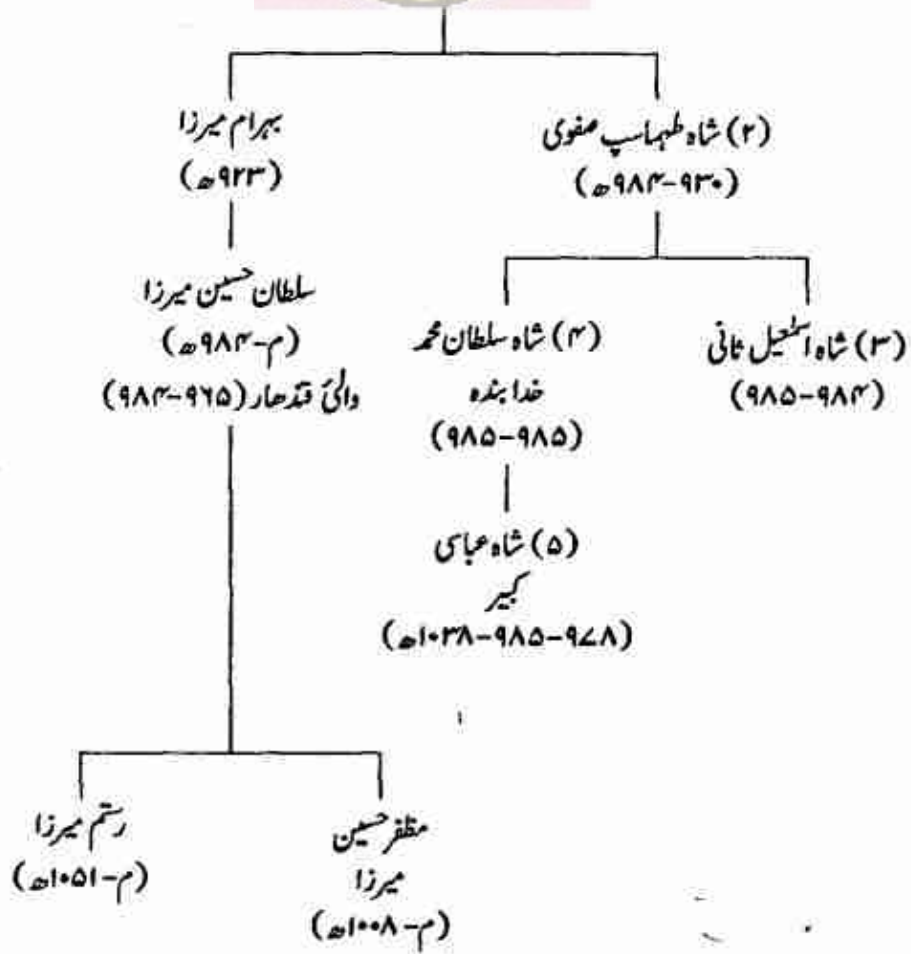 (۲) شاہ طہماسپ صفوی
(۹۳۰-۹۸۴ھ)
بہرام میرزا
(۹۲۳ھ)
(۳) شاہ اسمٰعیل ثانی
(۹۸۴-۹۸۵)
(۴) شاہ سلطان محمد
خدا بندہ
(۹۸۵-۹۸۵)
سلطان حسین میرزا
(م-۹۸۴ھ)
والئ قندھار (۹۶۵-۹۸۴)
(۵) شاہ عباسی
کبیر
(۹۷۸-۹۸۵-۱۰۳۸ھ)
مظفر حسین
میرزا
(م-۱۰۰۸ھ)
رستم میرزا
(م-۱۰۵۱ھ)